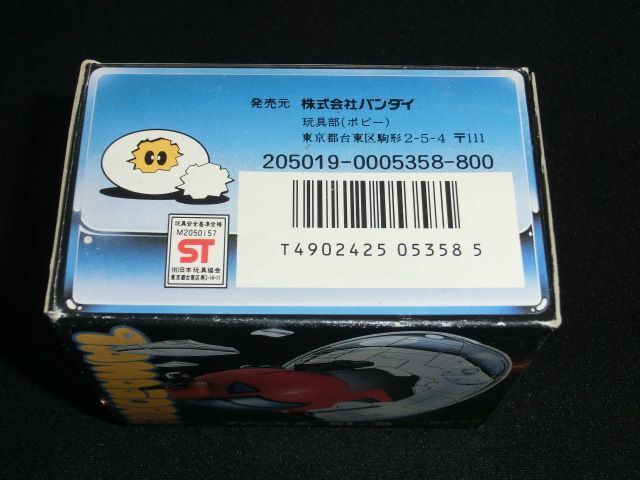 発売元 株式会社バンダイ
玩具部(ポピー)
東京都台東区駒形2-5-4 〒111
205019-0005358-800
T4902425 05358 5
玩具安全基準合格
M2050157
ST
(社)日本玩具協会